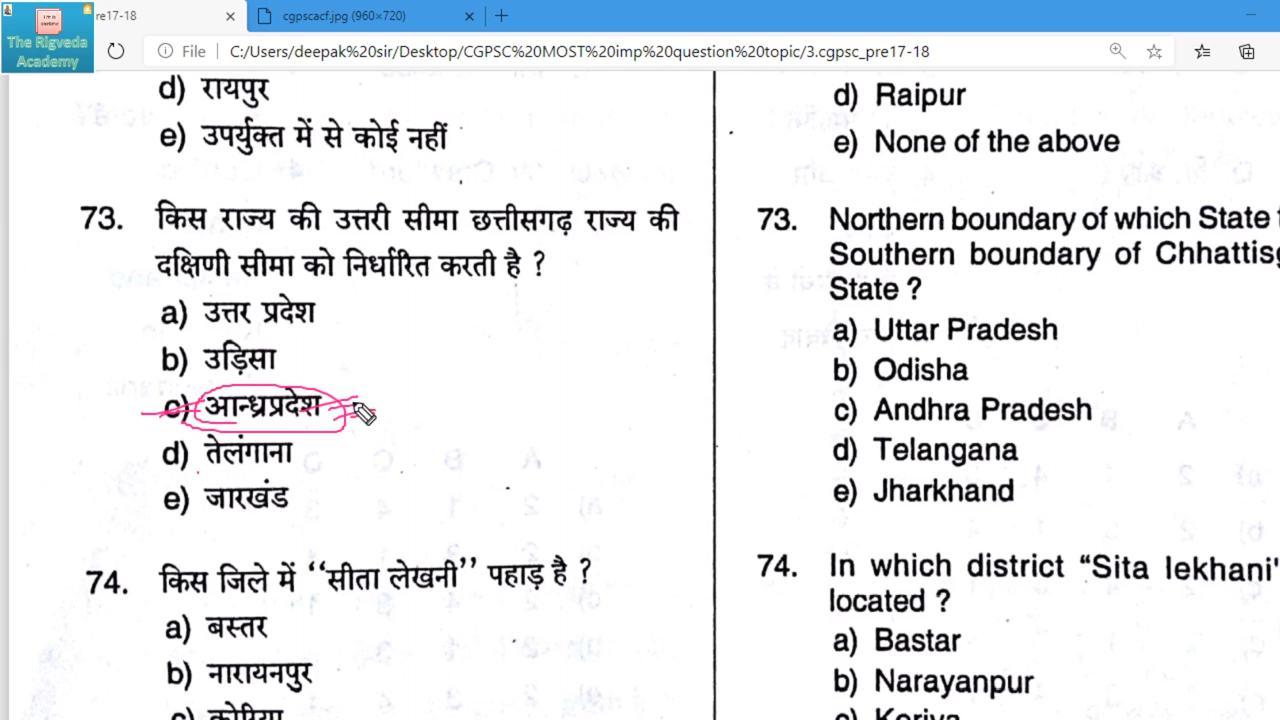 The Rigveda
Academy
re17-18
cgpscacf.jpg (960×720)
File
C:/Users/deepak%20sir/Desktop/CGPSC%20MOST%20imp%20question%20topic/3.cgpsc_pre17-18
d) रायपुर
e) उपर्युक्त में से कोई नहीं
73. किस राज्य की उत्तरी सीमा छत्तीसगढ़ राज्य की
दक्षिणी सीमा को निर्धारित करती है ?
a) उत्तर प्रदेश
b) उड़िसा
c) आन्ध्रप्रदेश
d) तेलंगाना
e) जारखंड
74. किस जिले में “सीता लेखनी” पहाड़ है ?
a) बस्तर
b) नारायनपुर
c) कोरिया
d) Raipur
e) None of the above
73. Northern boundary of which State
Southern boundary of Chhattisg
State ?
a) Uttar Pradesh
b) Odisha
c) Andhra Pradesh
d) Telangana
e) Jharkhand
74. In which district “Sita lekhani”
located ?
a) Bastar
b) Narayanpur
c) Koriya